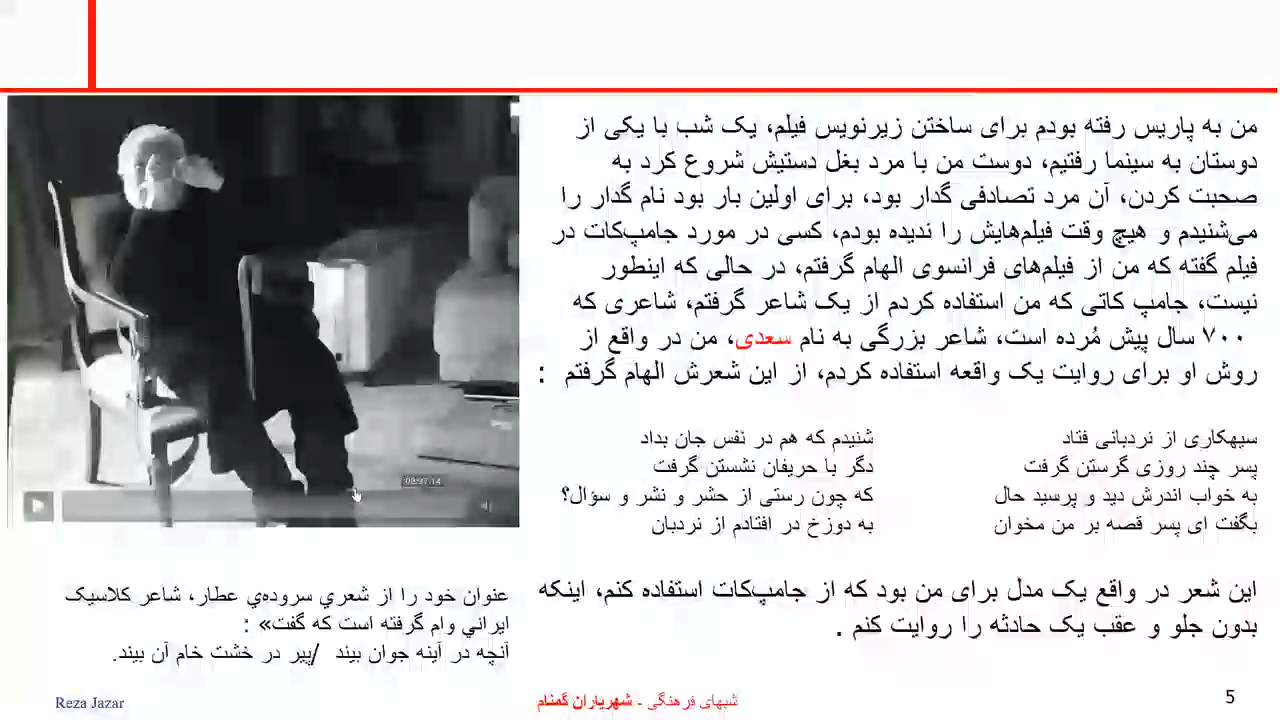 من به پاریس رفته بودم برای ساختن زیرنویس فیلم، یک شب با یکی از
دوستان به سینما رفتیم، دوست من با مرد بغل دستیش شروع کرد به
صحبت کردن، آن مرد تصادفی گدار بود، برای اولین بار بود نام گدار را
می‌شنیدم و هیچ وقت فیلم‌هایش را ندیده بودم، کسی در مورد جامپ‌کات در
فیلم گفته که من از فیلم‌های فرانسوی الهام گرفتم، در حالی که اینطور
نیست، جامپ کاتی که من استفاده کردم از یک شاعر گرفتم، شاعری که
۷۰۰ سال پیش مُرده است، شاعر بزرگی به نام سعدی، من در واقع از
روش او برای روایت یک واقعه استفاده کردم، از این شعرش الهام گرفتم :
سیهکاری از نردبانی فتاد شنیدم که هم در نفس جان بداد
پسر چند روزی گرستن گرفت دگر با حریفان نشستن گرفت
به خواب اندرش دید و پرسید حال که چون رستی از حشر و نشر و سؤال؟
بگفت ای پسر قصه بر من مخوان به دوزخ در افتادم از نردبان
این شعر در واقع یک مدل برای من بود که از جامپ‌کات استفاده کنم، اینکه
بدون جلو و عقب یک حادثه را روایت کنم .
03:37:14
عنوان خود را از شعري سروده‌ي عطار، شاعر کلاسیک
ایراني وام گرفته است که گفت» :
آنچه در آینه جوان بیند /پیر در خشت خام آن بیند.
Reza Jazar
شبهای فرهنگی - شهریاران گمنام
5